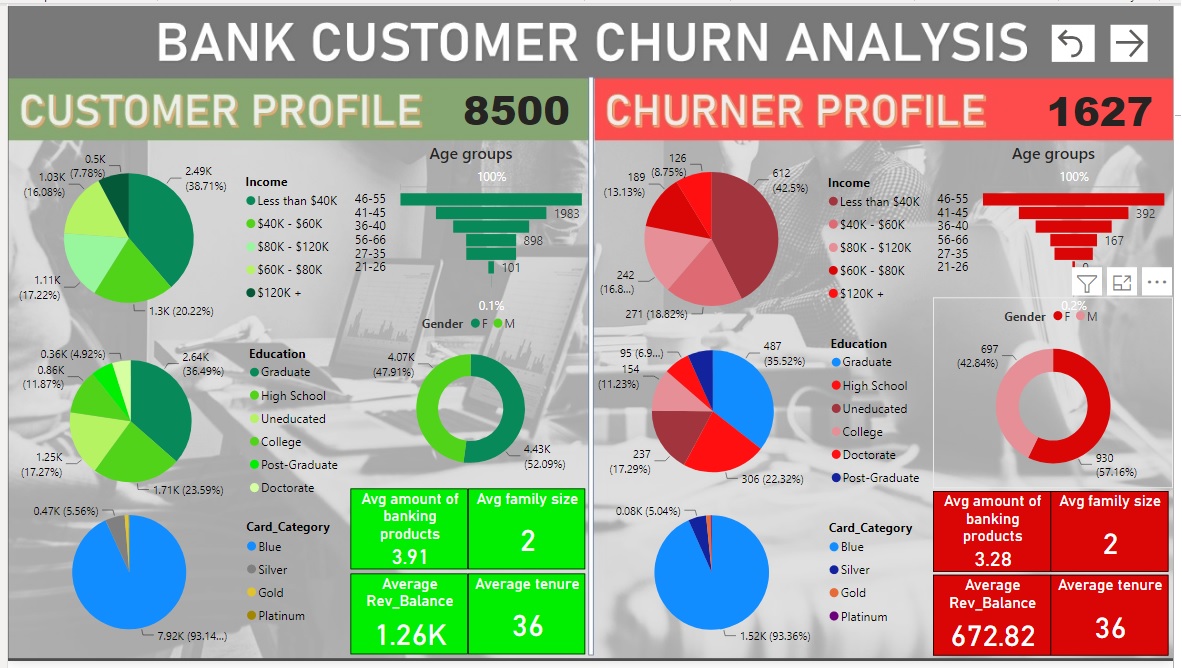 BANK CUSTOMER CHURN ANALYSIS
CUSTOMER PROFILE 8500
0.5K
(7.78%)
2.49K
(38.71%)
1.03K
(16.08%)
1.11K
(17.22%)
1.3K (20.22%)
Income
Less than $40K
$40K - $60K
$80K - $120K
$60K - $80K
$120K +
Age groups
100%
46-55
41-45
1983
36-40
56-66
898
27-35
21-26
101
0.1%
0.36K (4.92%)
2.64K
(36.49%)
0.86K
(11.87%)
1.25K
(17.27%)
1.71K (23.59%)
Education
Graduate
High School
Uneducated
College
Post-Graduate
Doctorate
Gender F M
4.07K
(47.91%)
4.43K
(52.09%)
0.47K (5.56%)
7.92K (93.14...)
Card_Category
Blue
Silver
Gold
Platinum
Avg amount of
banking
products
3.91
Avg family size
2
Average
Rev_Balance
1.26K
Average tenure
36
CHURNER PROFILE 1627
126
(8.75%)
612
(42.5%)
189
(13.13%)
242
(16.8...)
271 (18.82%)
Income
Less than $40K
$40K - $60K
$80K - $120K
$60K - $80K
$120K +
Age groups
100%
46-55
41-45
392
36-40
56-66
167
27-35
21-26
0.2%
95 (6.9...)
487
(35.52%)
154
(11.23%)
237
(17.29%)
306 (22.32%)
Education
Graduate
High School
Uneducated
College
Doctorate
Post-Graduate
Gender F M
697
(42.84%)
930
(57.16%)
0.08K (5.04%)
1.52K (93.36%)
Card_Category
Blue
Silver
Gold
Platinum
Avg amount of
banking
products
3.28
Avg family size
2
Average
Rev_Balance
672.82
Average tenure
36